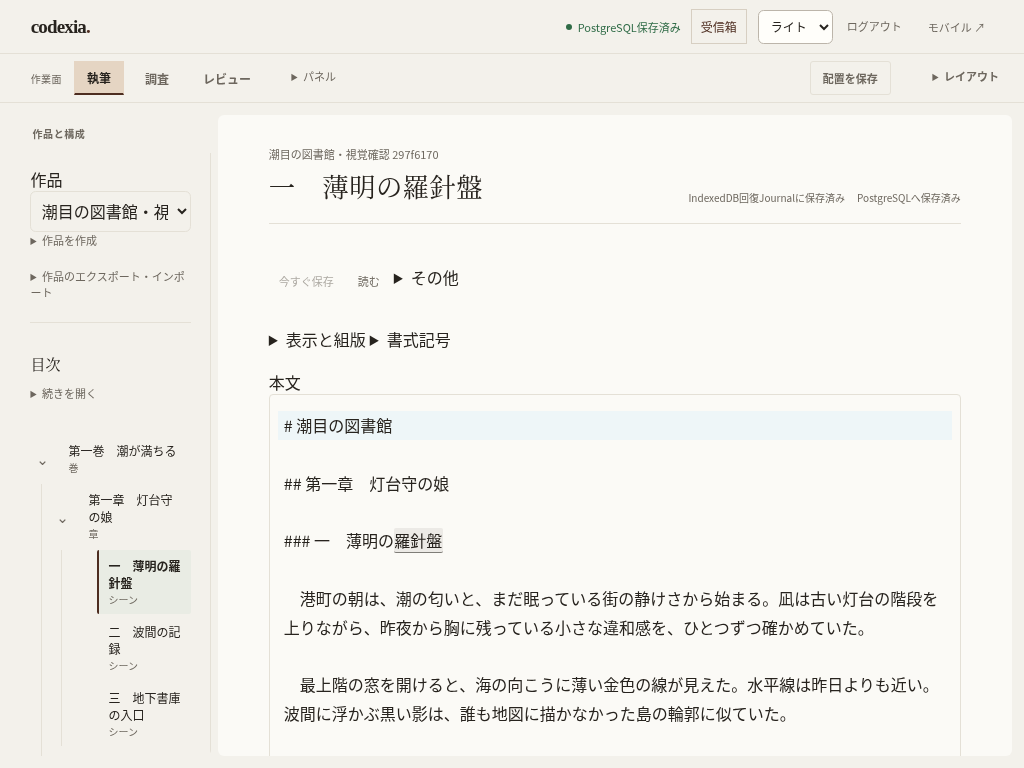 codexia.
PostgreSQL保存済み
受信箱
ライト
ログアウト
モバイル ↗
作業面
執筆
調査
レビュー
▶ パネル
配置を保存
▶ レイアウト
作品と構成
作品
潮目の図書館・視
▶ 作品を作成
▶ 作品のエクスポート・インポ
ート
目次
▶ 続きを開く
第一巻　潮が満ちる
巻
第一章　灯台守
の娘
章
一　薄明の羅
針盤
シーン
二　波間の記
録
シーン
三　地下書庫
の入口
シーン
潮目の図書館・視覚確認 297f6170
一　薄明の羅針盤
IndexedDB回復Journalに保存済み
PostgreSQLへ保存済み
今すぐ保存
読む
▶ その他
▶ 表示と組版
▶ 書式記号
本文
# 潮目の図書館
## 第一章　灯台守の娘
### 一　薄明の羅針盤
　港町の朝は、潮の匂いと、まだ眠っている街の静けさから始まる。凪は古い灯台の階段を
上りながら、昨夜から胸に残っている小さな違和感を、ひとつずつ確かめていた。
　最上階の窓を開けると、海の向こうに薄い金色の線が見えた。水平線は昨日よりも近い。
波間に浮かぶ黒い影は、誰も地図に描かなかった島の輪郭に似ていた。